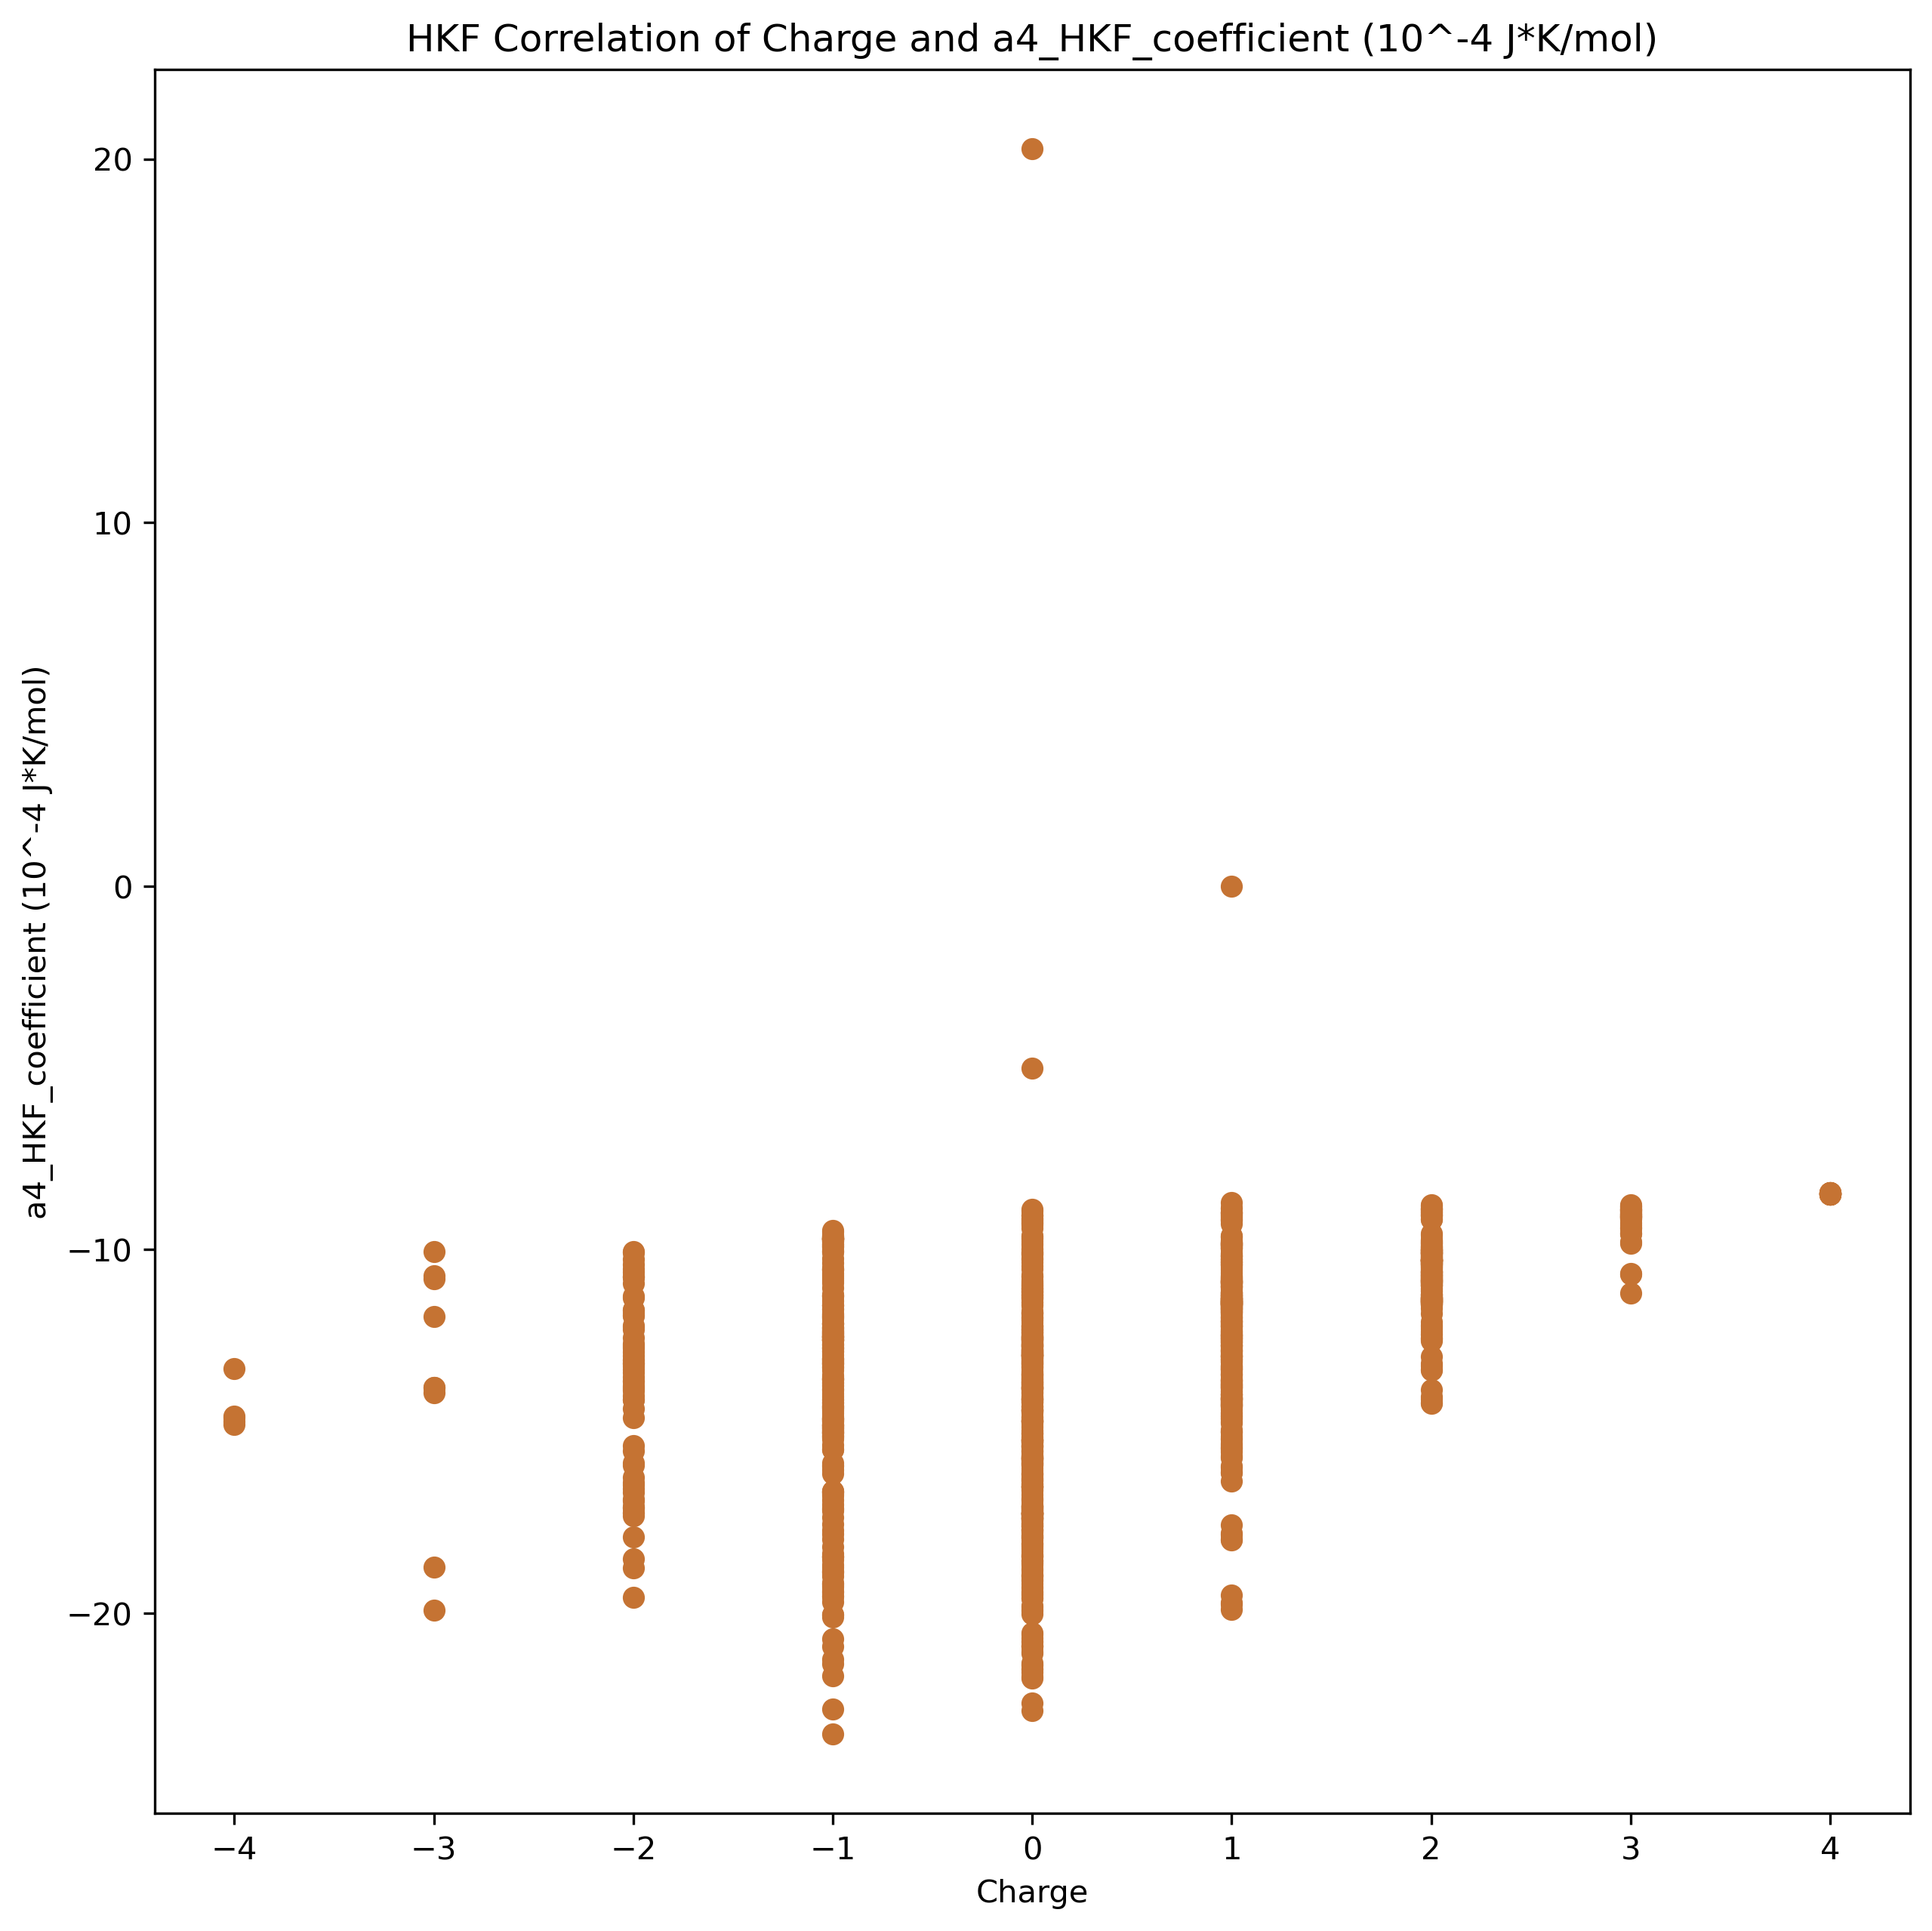 HKF Correlation of Charge and a4_HKF_coefficient (10^-4 J*K/mol)
a4_HKF_coefficient (10^-4 J*K/mol)
20
10
0
−10
−20
−4 −3 −2 −1 0 1 2 3 4
Charge